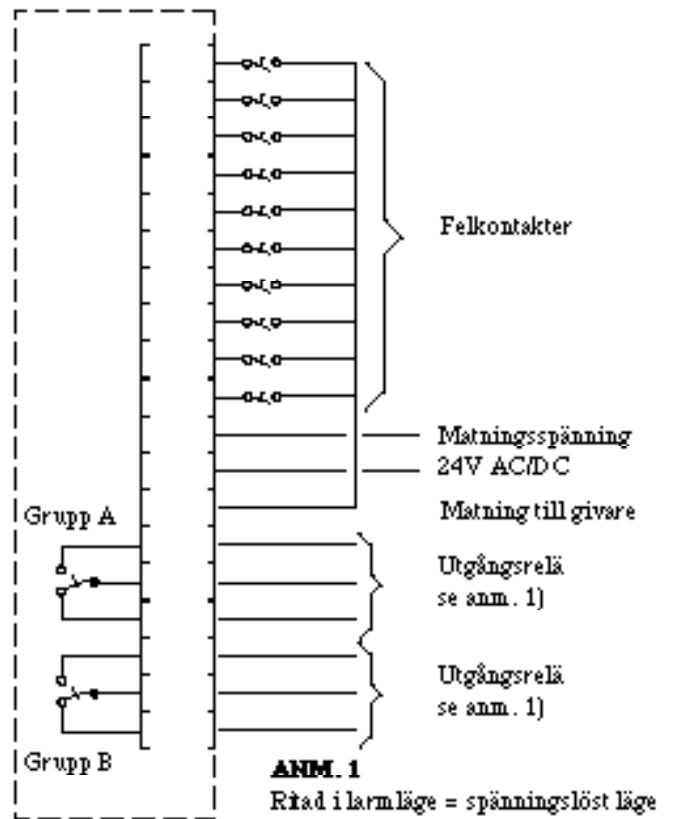 Felkontakter
Matningsspänning
24V AC/DC
Grupp A
Matning till givare
Utgångsrelä
se anm. 1)
Utgångsrelä
se anm. 1)
Grupp B
ANM. 1
Ritad i larmläge = spänningslöst läge